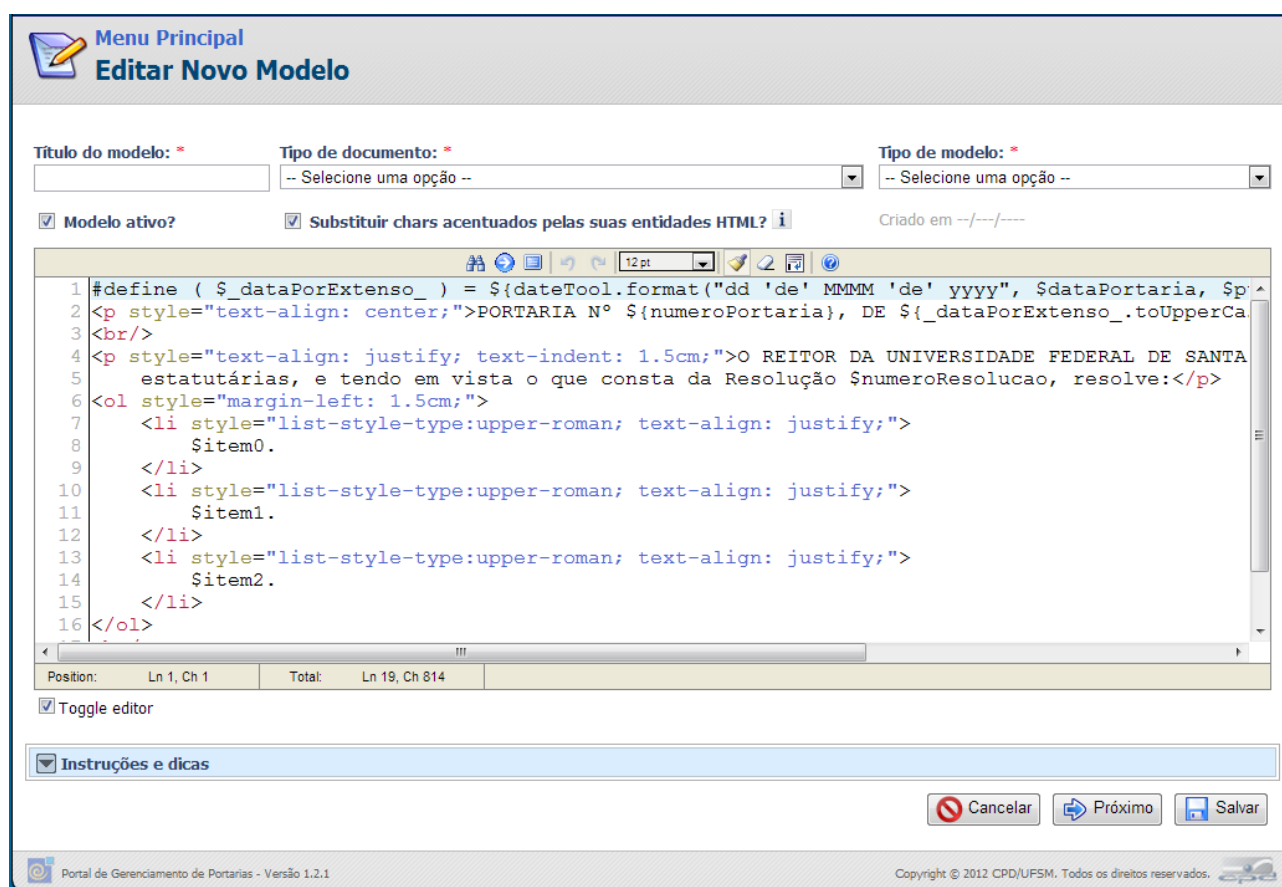 Menu Principal
Editar Novo Modelo
Título do modelo: * Tipo de documento: * Tipo de modelo: *
-- Selecione uma opção -- -- Selecione uma opção --
Modelo ativo? Substituir chars acentuados pelas suas entidades HTML? i Criado em --/---/----
12 pt
1 #define ( $_dataPorExtenso_ ) = ${dateTool.format("dd 'de' MMMM 'de' yyyy", $dataPortaria, $p
2 <p style="text-align: center;">PORTARIA Nº ${numeroPortaria}, DE ${_dataPorExtenso_.toUpperCa
3 <br/>
4 <p style="text-align: justify; text-indent: 1.5cm;">O REITOR DA UNIVERSIDADE FEDERAL DE SANTA
5 estatutárias, e tendo em vista o que consta da Resolução $numeroResolucao, resolve:</p>
6 <ol style="margin-left: 1.5cm;">
7 <li style="list-style-type:upper-roman; text-align: justify;">
8 $item0.
9 </li>
10 <li style="list-style-type:upper-roman; text-align: justify;">
11 $item1.
12 </li>
13 <li style="list-style-type:upper-roman; text-align: justify;">
14 $item2.
15 </li>
16 </ol>
Position: Ln 1, Ch 1 Total: Ln 19, Ch 814
Toggle editor
Instruções e dicas
Cancelar Próximo Salvar
Portal de Gerenciamento de Portarias - Versão 1.2.1 Copyright © 2012 CPD/UFSM. Todos os direitos reservados.